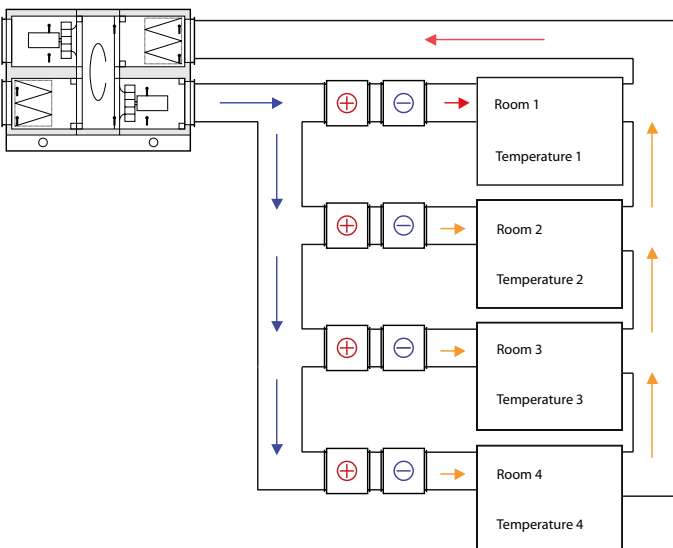 Room 1
Temperature 1
Room 2
Temperature 2
Room 3
Temperature 3
Room 4
Temperature 4